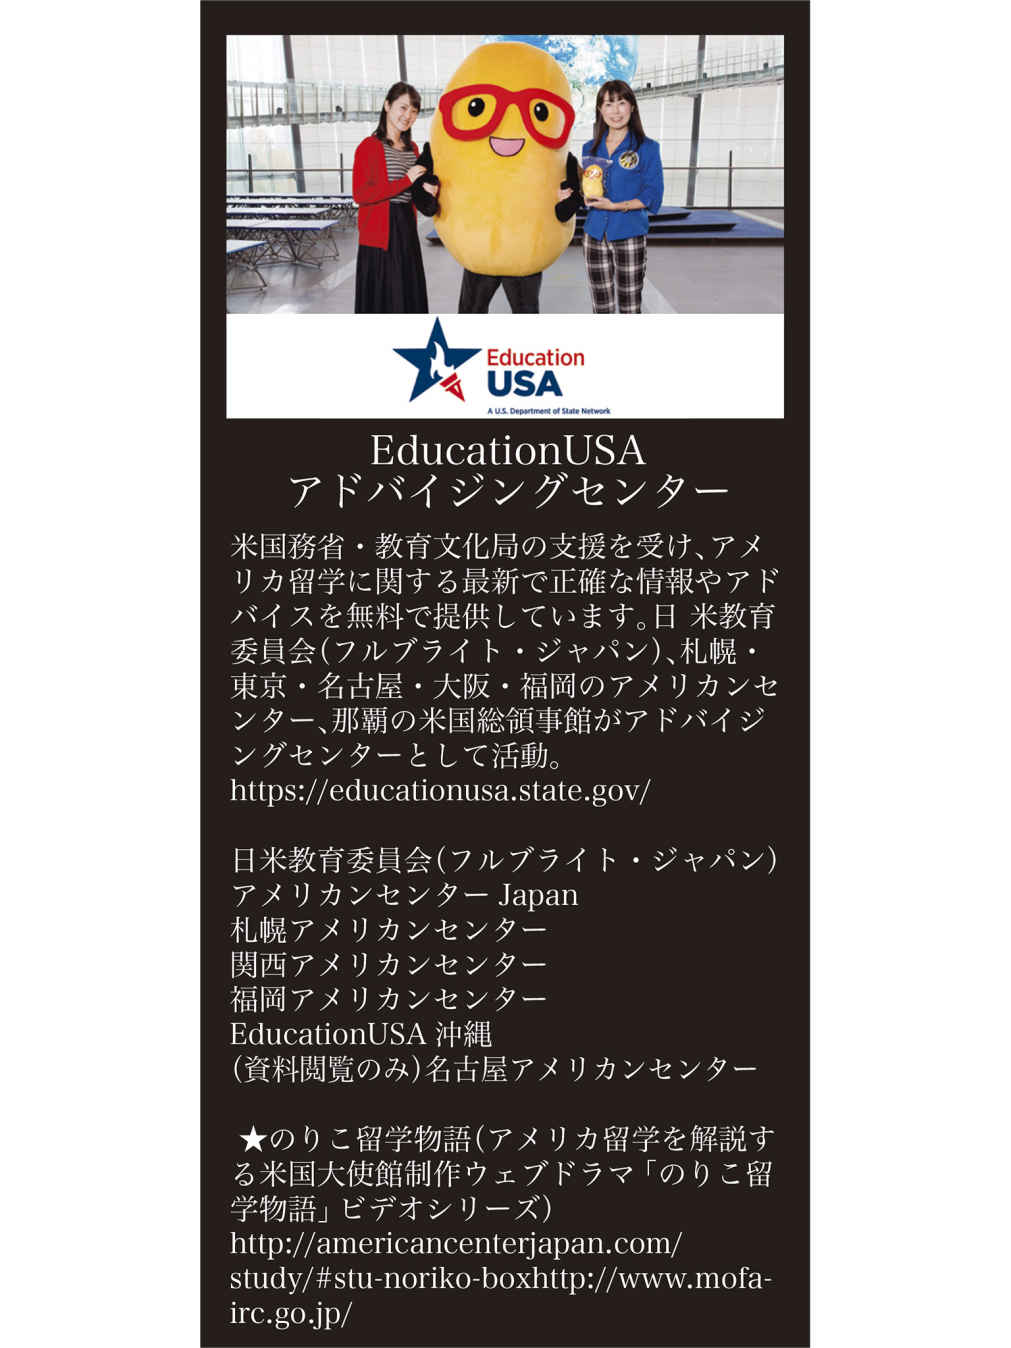 Education
USA
A U.S. Department of State Network
EducationUSA
アドバイジングセンター
米国務省・教育文化局の支援を受け、アメ
リカ留学に関する最新で正確な情報やアド
バイスを無料で提供しています。日 米教育
委員会(フルブライト・ジャパン)、札幌・
東京・名古屋・大阪・福岡のアメリカンセ
ンター、那覇の米国総領事館がアドバイジ
ングセンターとして活動。
https://educationusa.state.gov/
日米教育委員会(フルブライト・ジャパン)
アメリカンセンター Japan
札幌アメリカンセンター
関西アメリカンセンター
福岡アメリカンセンター
EducationUSA 沖縄
(資料閲覧のみ)名古屋アメリカンセンター
★のりこ留学物語(アメリカ留学を解説す
る米国大使館制作ウェブドラマ「のりこ留
学物語」ビデオシリーズ)
http://americancenterjapan.com/
study/#stu-noriko-boxhttp://www.mofa-
irc.go.jp/